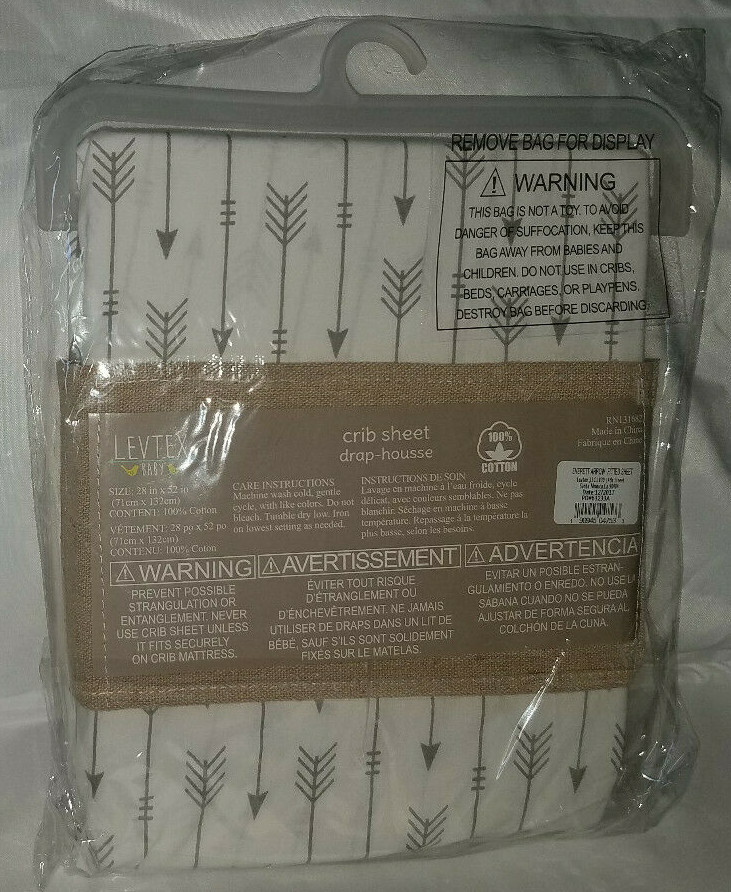 REMOVE BAG FOR DISPLAY
WARNING
THIS BAG IS NOT A TOY. TO AVOID
DANGER OF SUFFOCATION, KEEP THIS
BAG AWAY FROM BABIES AND
CHILDREN. DO NOT USE IN CRIBS,
BEDS, CARRIAGES, OR PLAYPENS.
DESTROY BAG BEFORE DISCARDING.
LEVTEX
BABY
crib sheet
drap-housse
100%
COTTON
Made in China
Fabrique en Chine
SIZE: 28 in x 52 in
(71cm x 132cm)
CONTENT: 100% Cotton
VÊTEMENT: 28 po x 52 po
(71cm x 132cm)
CONTENU: 100% Coton
CARE INSTRUCTIONS
Machine wash cold, gentle
cycle, with like colors. Do not
bleach. Tumble dry low. Iron
on lowest setting as needed.
INSTRUCTIONS DE SOIN
Lavage en machine à l'eau froide, cycle
délicat, avec couleurs semblables. Ne pas
blanchir. Séchage en machine à basse
température. Repassage à la température la
plus basse, selon les besoins.
EVERETT ARROW FITTED SHEET
Date:12/2017
WARNING
PREVENT POSSIBLE
STRANGULATION OR
ENTANGLEMENT. NEVER
USE CRIB SHEET UNLESS
IT FITS SECURELY
ON CRIB MATTRESS.
AVERTISSEMENT
ÉVITER TOUT RISQUE
D'ÉTRANGLEMENT OU
D'ÉNCHEVÊTREMENT. NE JAMAIS
UTILISER DE DRAPS DANS UN LIT DE
BÉBÉ, SAUF S'ILS SONT SOLIDEMENT
FIXÉS SUR LE MATELAS.
ADVERTENCIA
EVITAR UN POSIBLE ESTRAN-
GULAMIENTO O ENREDO. NO USE LA
SABANA CUANDO NO SE PUEDA
AJUSTAR DE FORMA SEGURA AL
COLCHÓN DE LA CUNA.